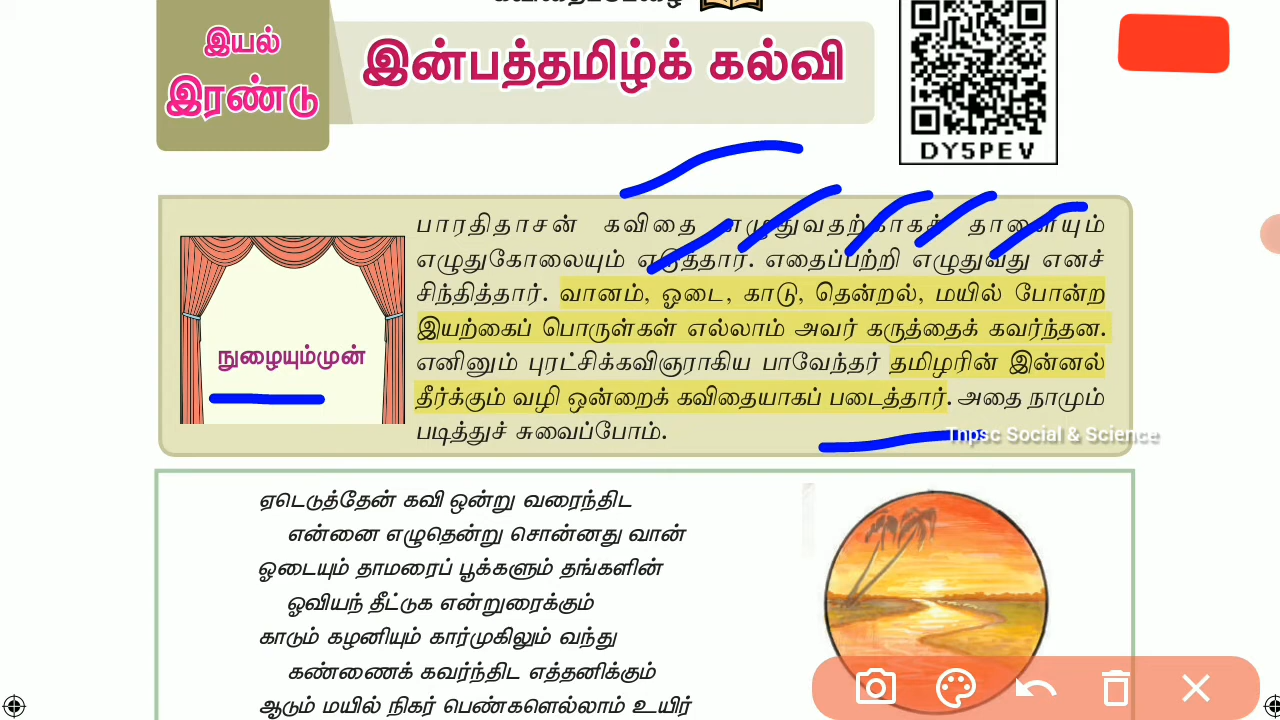 கவிதைப்பேழை
இயல்
இரண்டு
இன்பத்தமிழ்க் கல்வி
DY5PEV
பாரதிதாசன் கவிதை எழுதுவதற்காகத் தாளையும்
எழுதுகோலையும் எடுத்தார். எதைப்பற்றி எழுதுவது எனச்
சிந்தித்தார். வானம், ஓடை, காடு, தென்றல், மயில் போன்ற
இயற்கைப் பொருள்கள் எல்லாம் அவர் கருத்தைக் கவர்ந்தன.
எனினும் புரட்சிக்கவிஞராகிய பாவேந்தர் தமிழரின் இன்னல்
தீர்க்கும் வழி ஒன்றைக் கவிதையாகப் படைத்தார். அதை நாமும்
படித்துச் சுவைப்போம்.
நுழையும்முன்
Tnpsc Social & Science
ஏடெடுத்தேன் கவி ஒன்று வரைந்திட
என்னை எழுதென்று சொன்னது வான்
ஓடையும் தாமரைப் பூக்களும் தங்களின்
ஓவியந் தீட்டுக என்றுரைக்கும்
காடும் கழனியும் கார்முகிலும் வந்து
கண்ணைக் கவர்ந்திட எத்தனிக்கும்
ஆடும் மயில் நிகர் பெண்களெல்லாம் உயிர்